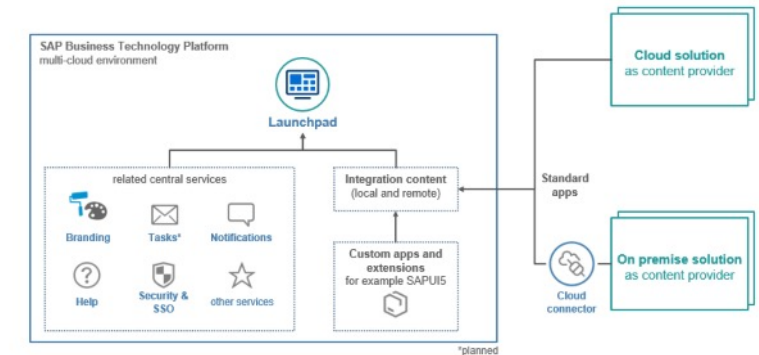 SAP Business Technology Platform
multi-cloud environment
Launchpad
related central services
Branding
Tasks*
Notifications
Help
Security &
SSO
other services
Integration content
(local and remote)
Custom apps and
extensions
for example SAPUI5
*planned
Standard
apps
Cloud solution
as content provider
Cloud
connector
On premise solution
as content provider